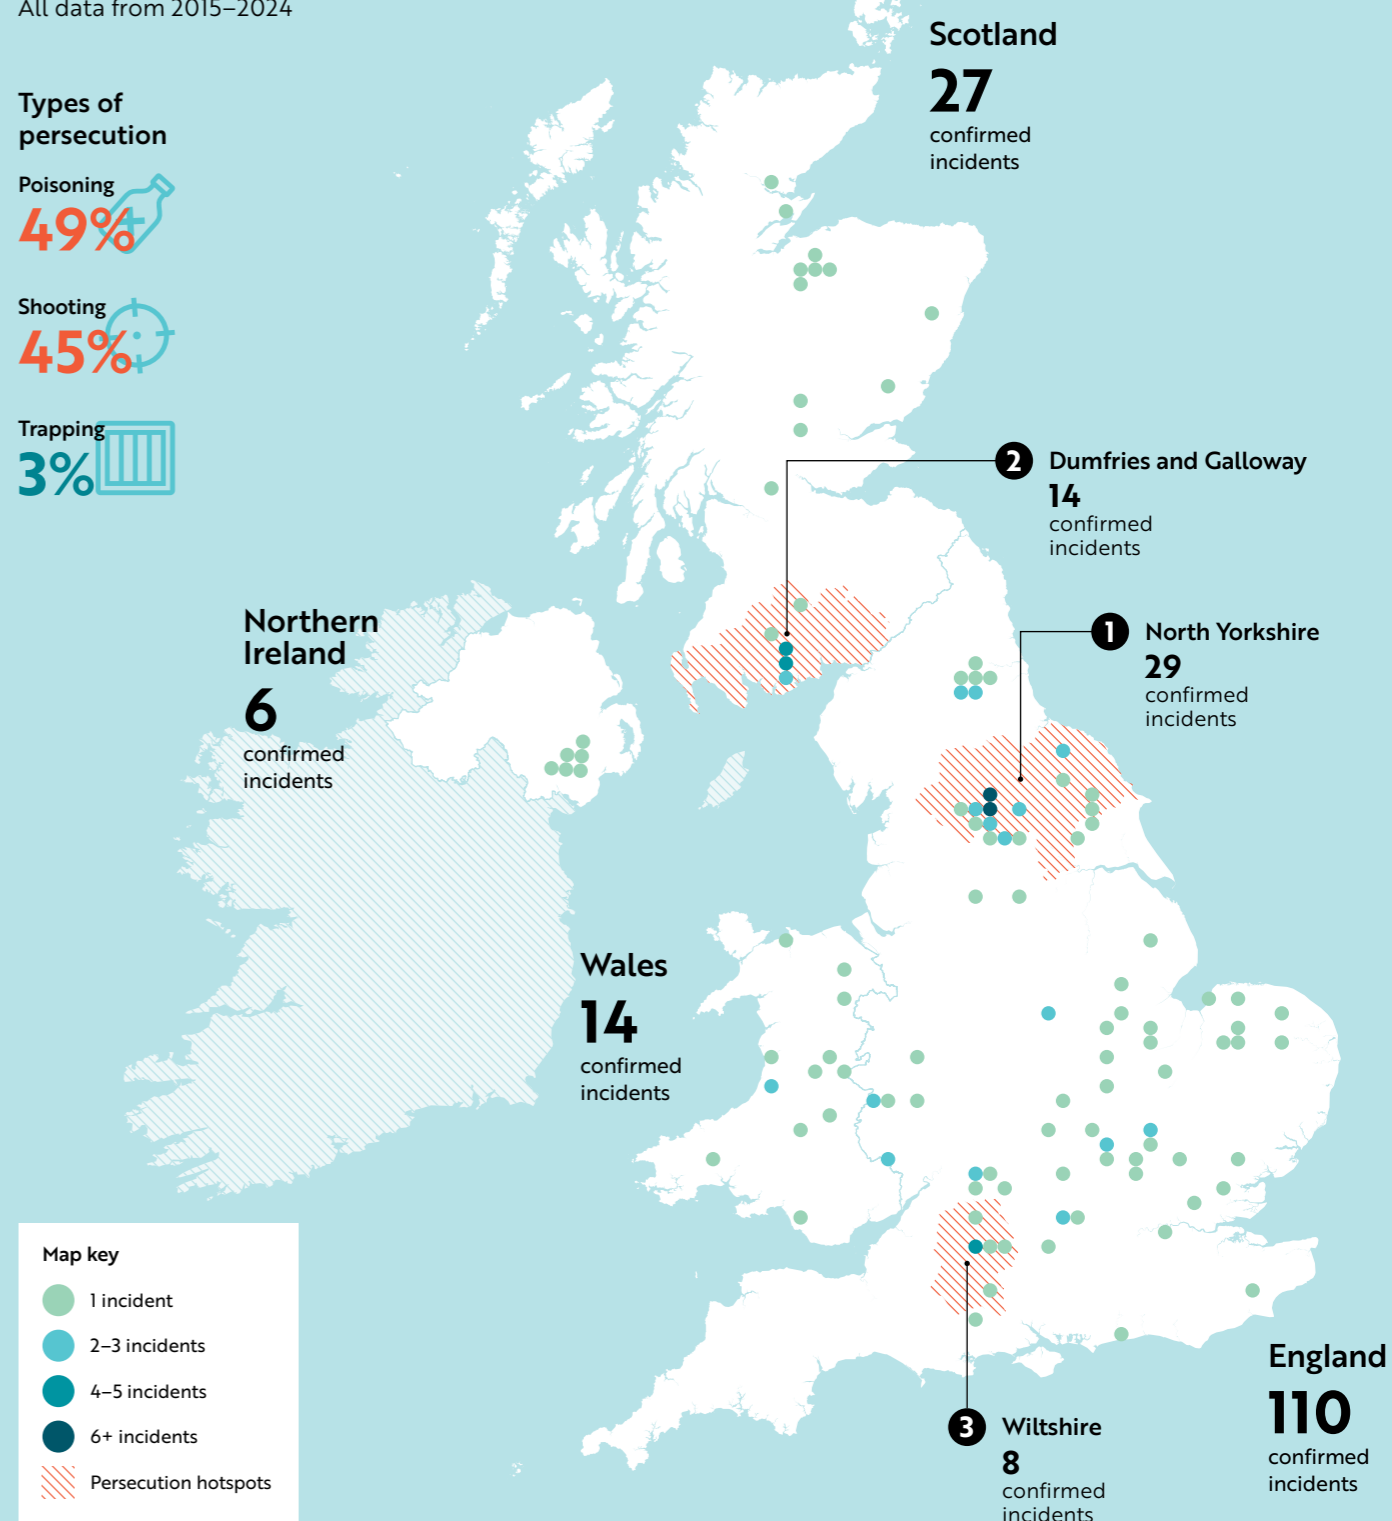 All data from 2015–2024
Types of
persecution
Poisoning
49%
Shooting
45%
Trapping
3%
Scotland
27
confirmed
incidents
2 Dumfries and Galloway
14
confirmed
incidents
1 North Yorkshire
29
confirmed
incidents
Northern
Ireland
6
confirmed
incidents
Wales
14
confirmed
incidents
Map key
1 incident
2–3 incidents
4–5 incidents
6+ incidents
Persecution hotspots
3 Wiltshire
8
confirmed
incidents
England
110
confirmed
incidents